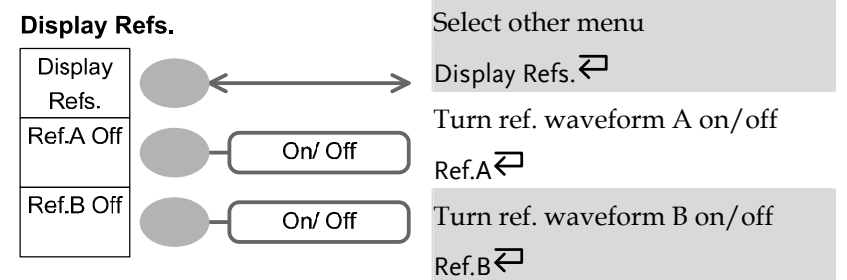 Display Refs.
Display
Refs.
Ref.A Off
On/ Off
Ref.B Off
On/ Off
Select other menu
Display Refs.
Turn ref. waveform A on/off
Ref.A
Turn ref. waveform B on/off
Ref.B